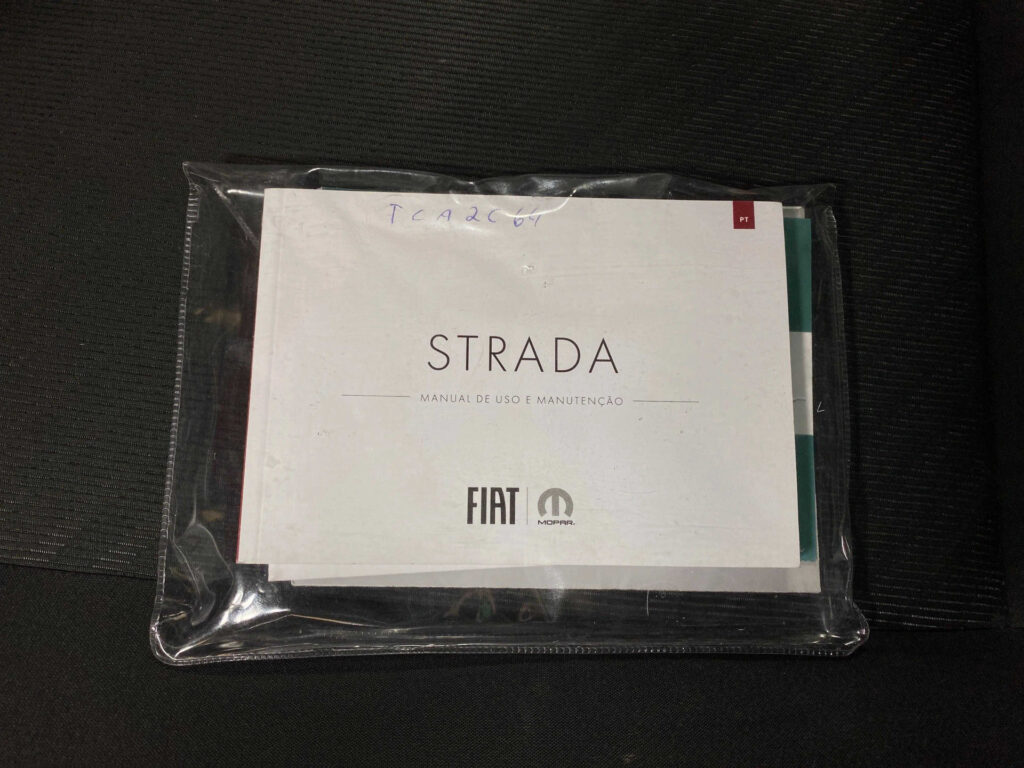 TCA2C64
PT
STRADA
MANUAL DE USO E MANUTENÇÃO
FIAT
MOPAR